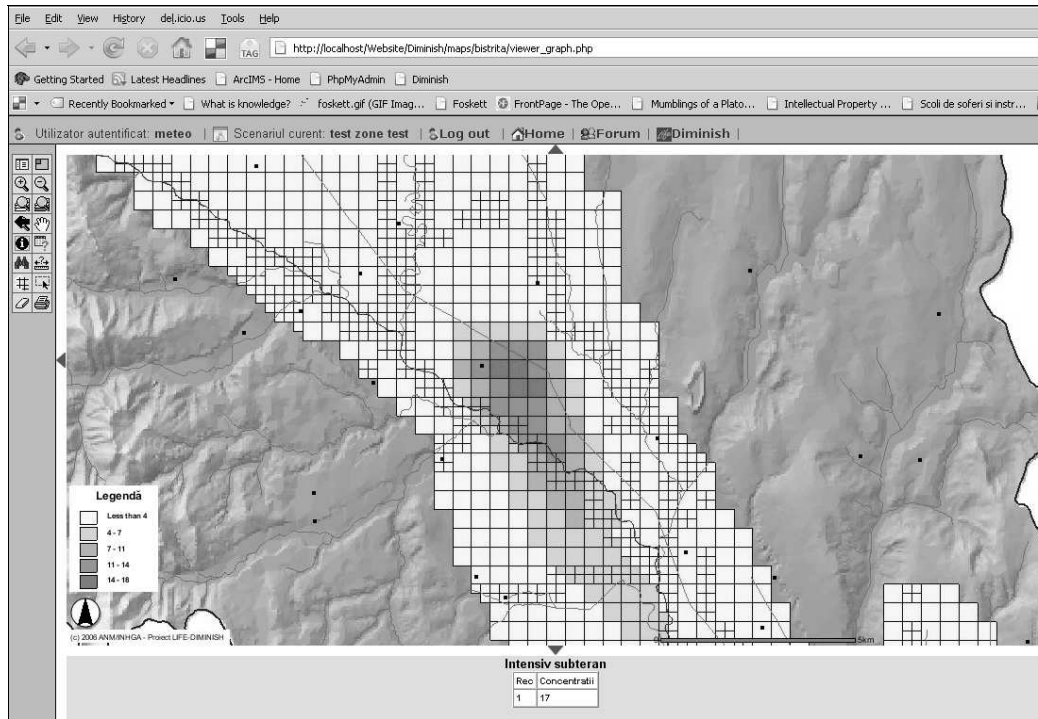 File Edit View History del.icio.us Tools Help
TAG http://localhost/Website/Diminish/maps/bistrita/viewer_graph.php
Getting Started Latest Headlines ArcIMS - Home PhpMyAdmin Diminish
Recently Bookmarked What is knowledge? foskett.gif (GIF Imag... Foskett FrontPage - The Ope... Mumblings of a Plato... Intellectual Property ... Scoli de soferi si instr...
Utilizator autentificat: meteo | Scenariul curent: test zone test | Log out | Home | Forum | Diminish |
Legendă
Less than 4
4 - 7
7 - 11
11 - 14
14 - 18
(c) 2006 ANM/INHGA - Proiect LIFE-DIMINISH
0 5km
Intensiv subteran
Rec Concentratii
1 17